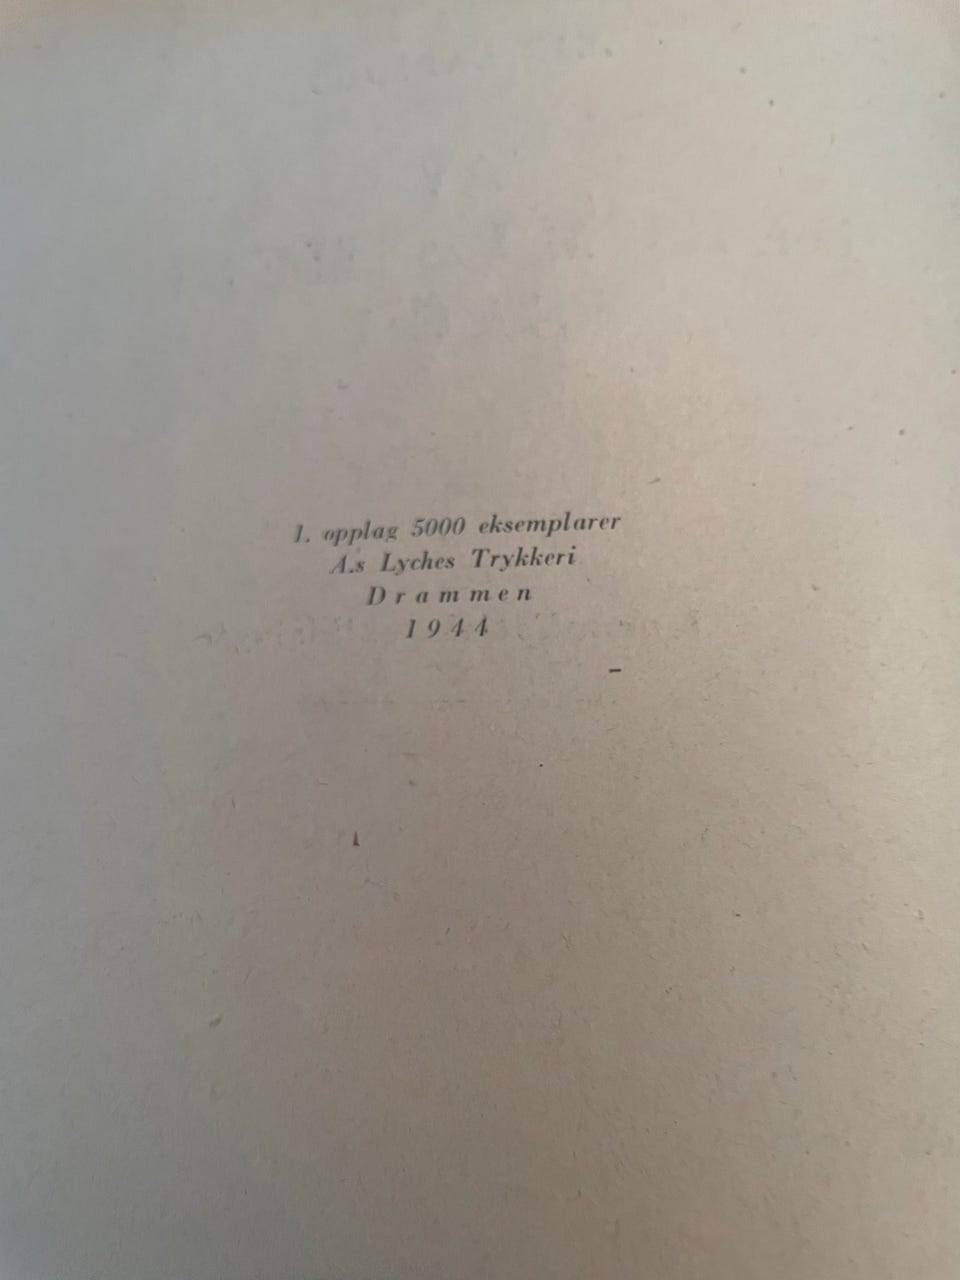 1. opplag 5000 eksemplarer
A.s Lyches Trykkeri
Drammen
1944